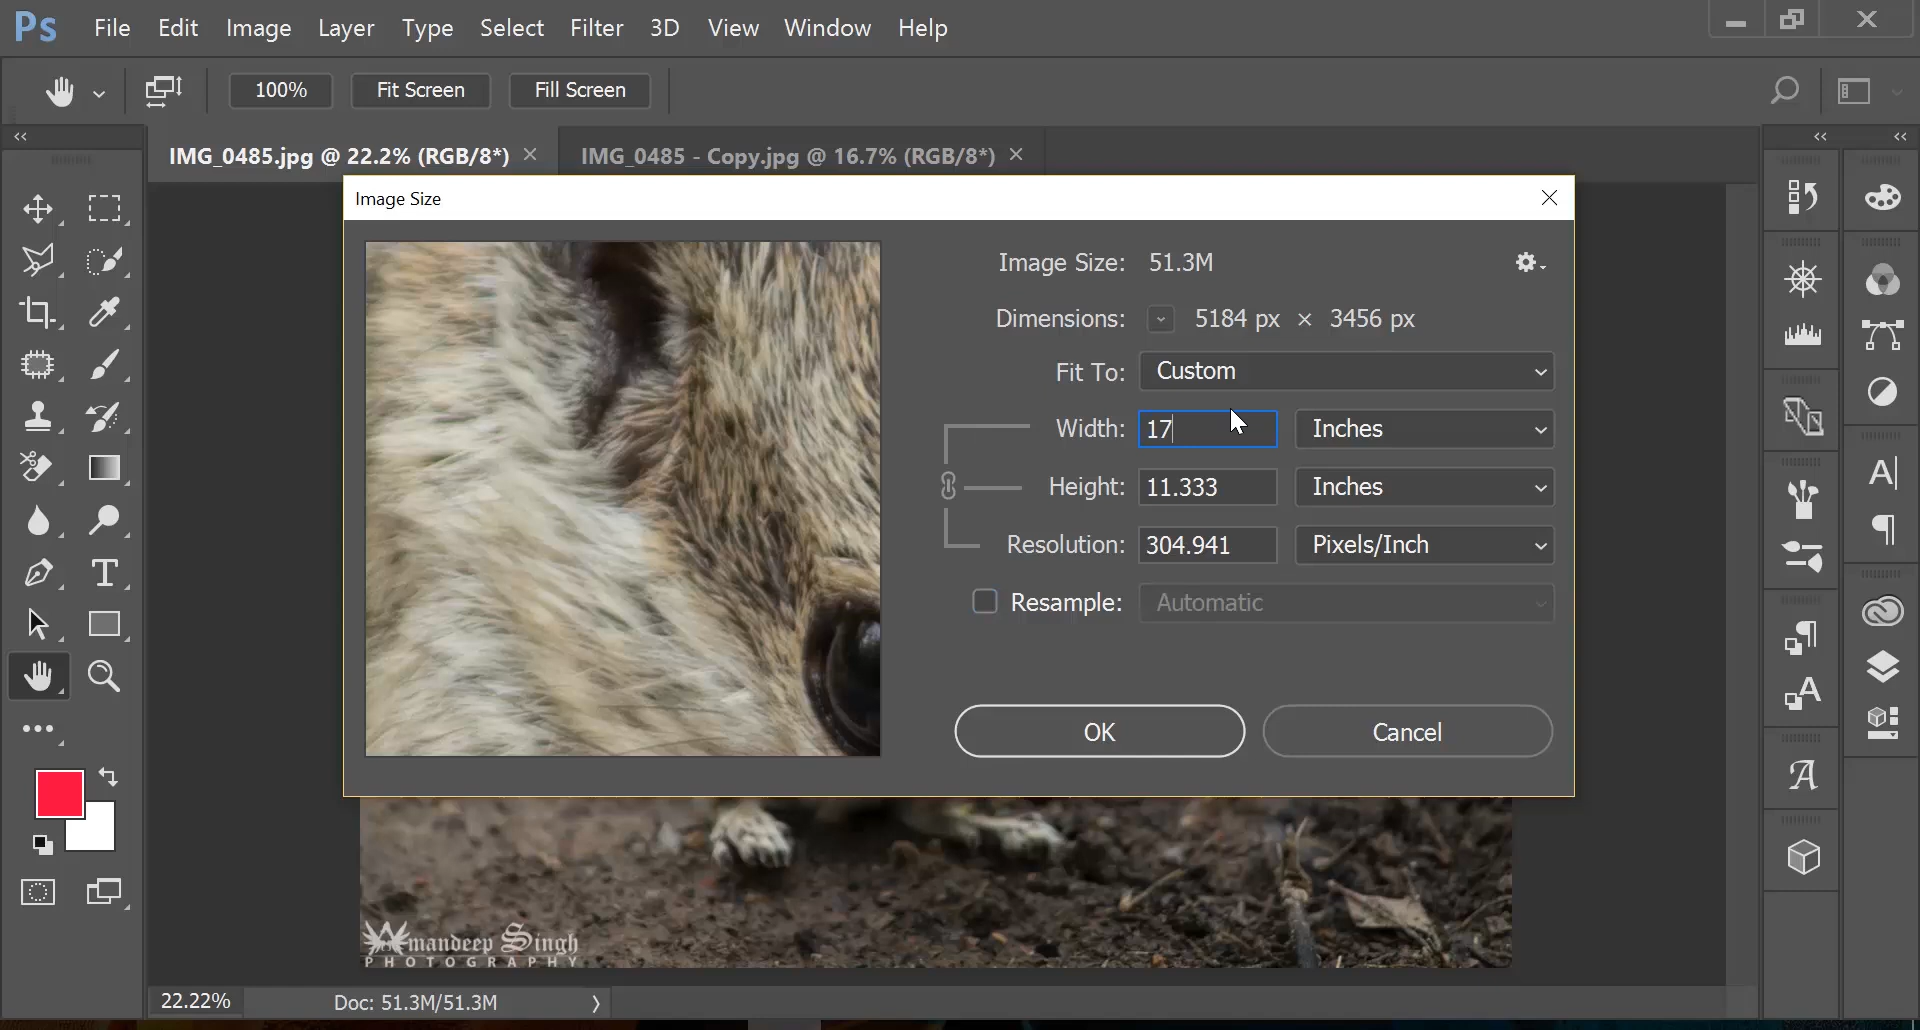 Ps File Edit Image Layer Type Select Filter 3D View Window Help
100% Fit Screen Fill Screen
IMG_0485.jpg @ 22.2% (RGB/8*) IMG_0485 - Copy.jpg @ 16.7% (RGB/8*)
Image Size
Image Size: 51.3M
Dimensions: 5184 px × 3456 px
Fit To: Custom
Width: 17 Inches
Height: 11.333 Inches
Resolution: 304.941 Pixels/Inch
Resample: Automatic
OK Cancel
Amandeep Singh
PHOTOGRAPHY
22.22% Doc: 51.3M/51.3M